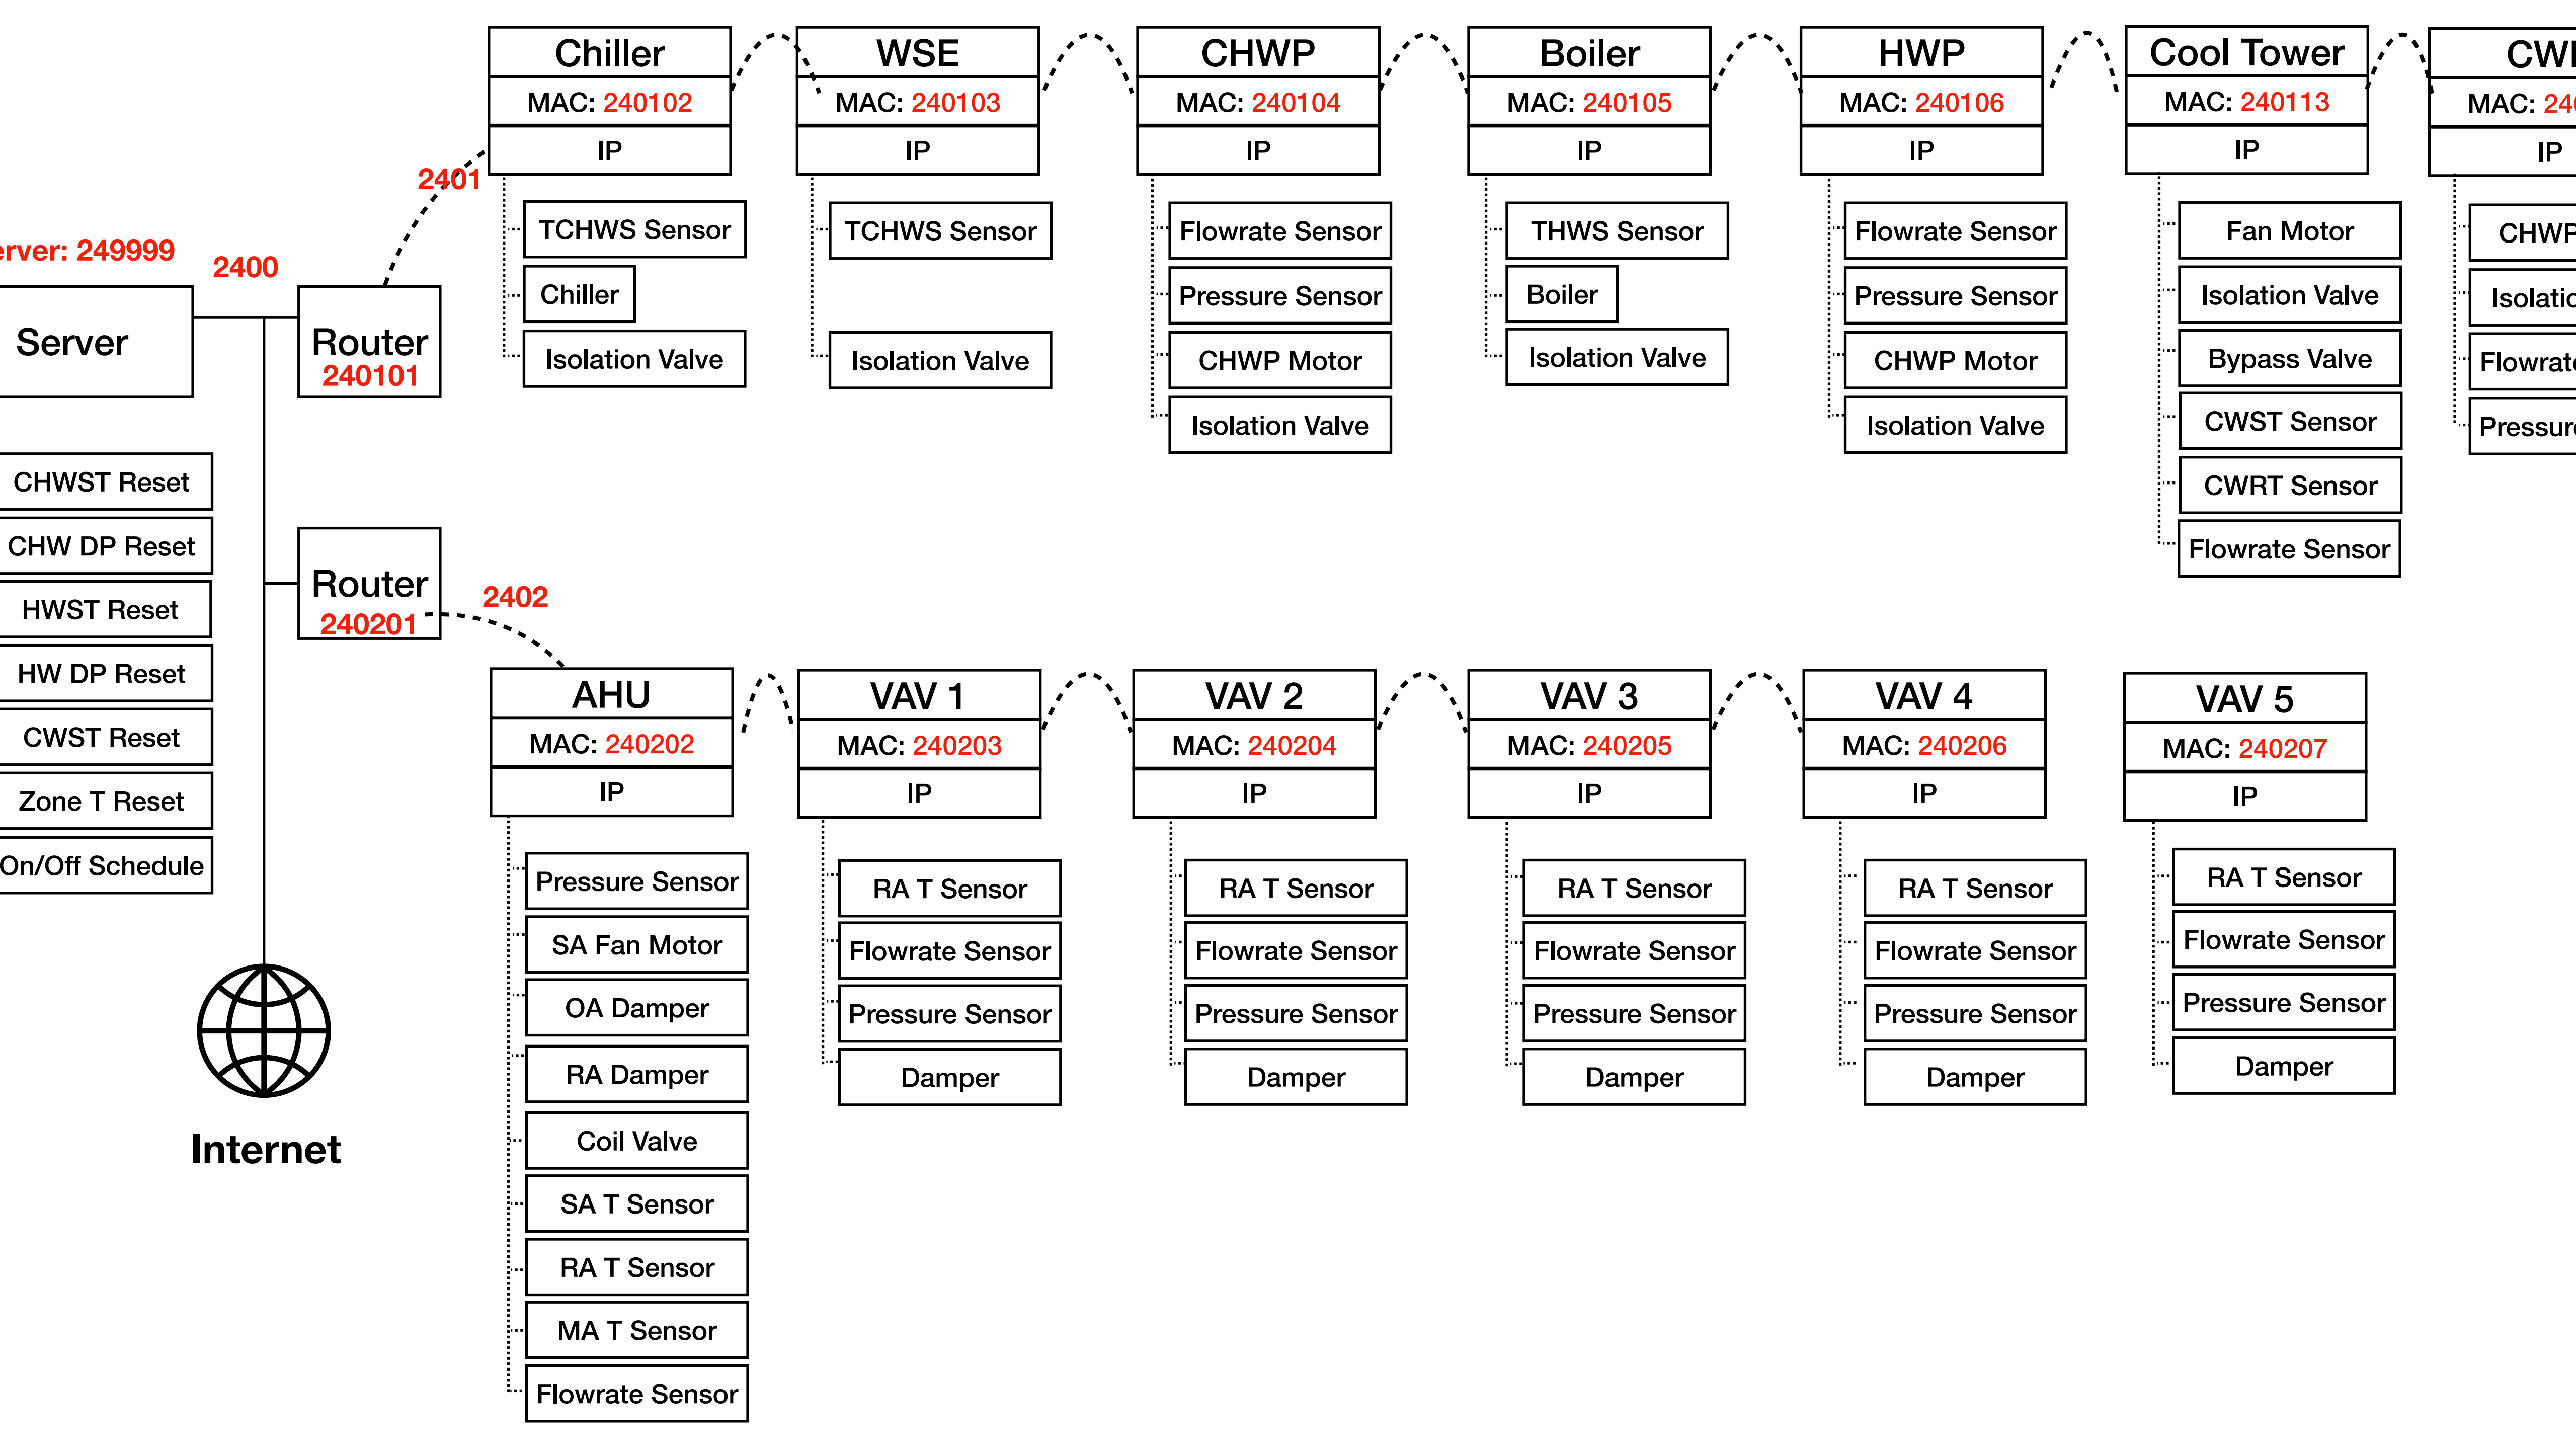 Chiller
MAC: 240102
IP
TCHWS Sensor
Chiller
Isolation Valve
WSE
MAC: 240103
IP
TCHWS Sensor
Isolation Valve
CHWP
MAC: 240104
IP
Flowrate Sensor
Pressure Sensor
CHWP Motor
Isolation Valve
Boiler
MAC: 240105
IP
THWS Sensor
Boiler
Isolation Valve
HWP
MAC: 240106
IP
Flowrate Sensor
Pressure Sensor
CHWP Motor
Isolation Valve
Cool Tower
MAC: 240113
IP
Fan Motor
Isolation Valve
Bypass Valve
CWST Sensor
CWRT Sensor
Flowrate Sensor
MAC:
IP
CHWP
2401
249999
2400
Server
Router
240101
CHWST Reset
CHW DP Reset
HWST Reset
HW DP Reset
CWST Reset
Zone T Reset
On/Off Schedule
Router
240201
2402
Internet
AHU
MAC: 240202
IP
Pressure Sensor
SA Fan Motor
OA Damper
RA Damper
Coil Valve
SA T Sensor
RA T Sensor
MA T Sensor
Flowrate Sensor
VAV 1
MAC: 240203
IP
RA T Sensor
Flowrate Sensor
Pressure Sensor
Damper
VAV 2
MAC: 240204
IP
RA T Sensor
Flowrate Sensor
Pressure Sensor
Damper
VAV 3
MAC: 240205
IP
RA T Sensor
Flowrate Sensor
Pressure Sensor
Damper
VAV 4
MAC: 240206
IP
RA T Sensor
Flowrate Sensor
Pressure Sensor
Damper
VAV 5
MAC: 240207
IP
RA T Sensor
Flowrate Sensor
Pressure Sensor
Damper